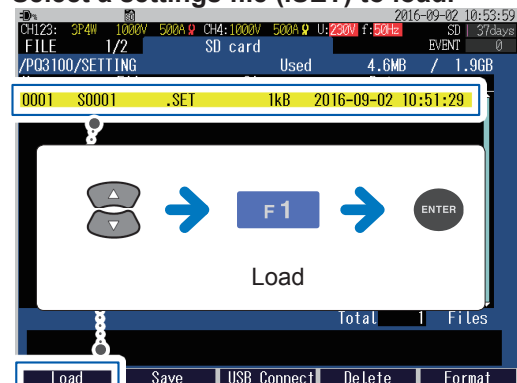 Select a settings file (.SET) to load.
2016-09-02 10:53:59
CH123: 3P4W 1000V 500A CH4:1000V 500A U:230V f:50Hz SD 37days
FILE 1/2 SD card EVENT 0
/PQ3100/SETTING Used 4.6MB / 1.9GB
0001 S0001 .SET 1kB 2016-09-02 10:51:29
F 1
ENTER
Load
Total 1 Files
Load Save USB Connect Delete Format